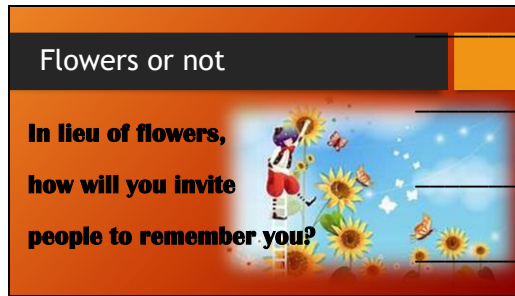 Flowers or not
In lieu of flowers,
how will you invite
people to remember you?